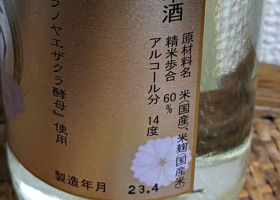 酒
原材料名 米(国産)、米麹(国産米)
精米歩合 60%
アルコール分 14度
ノヤエザクラ酵母』使用
製造年月 23.4